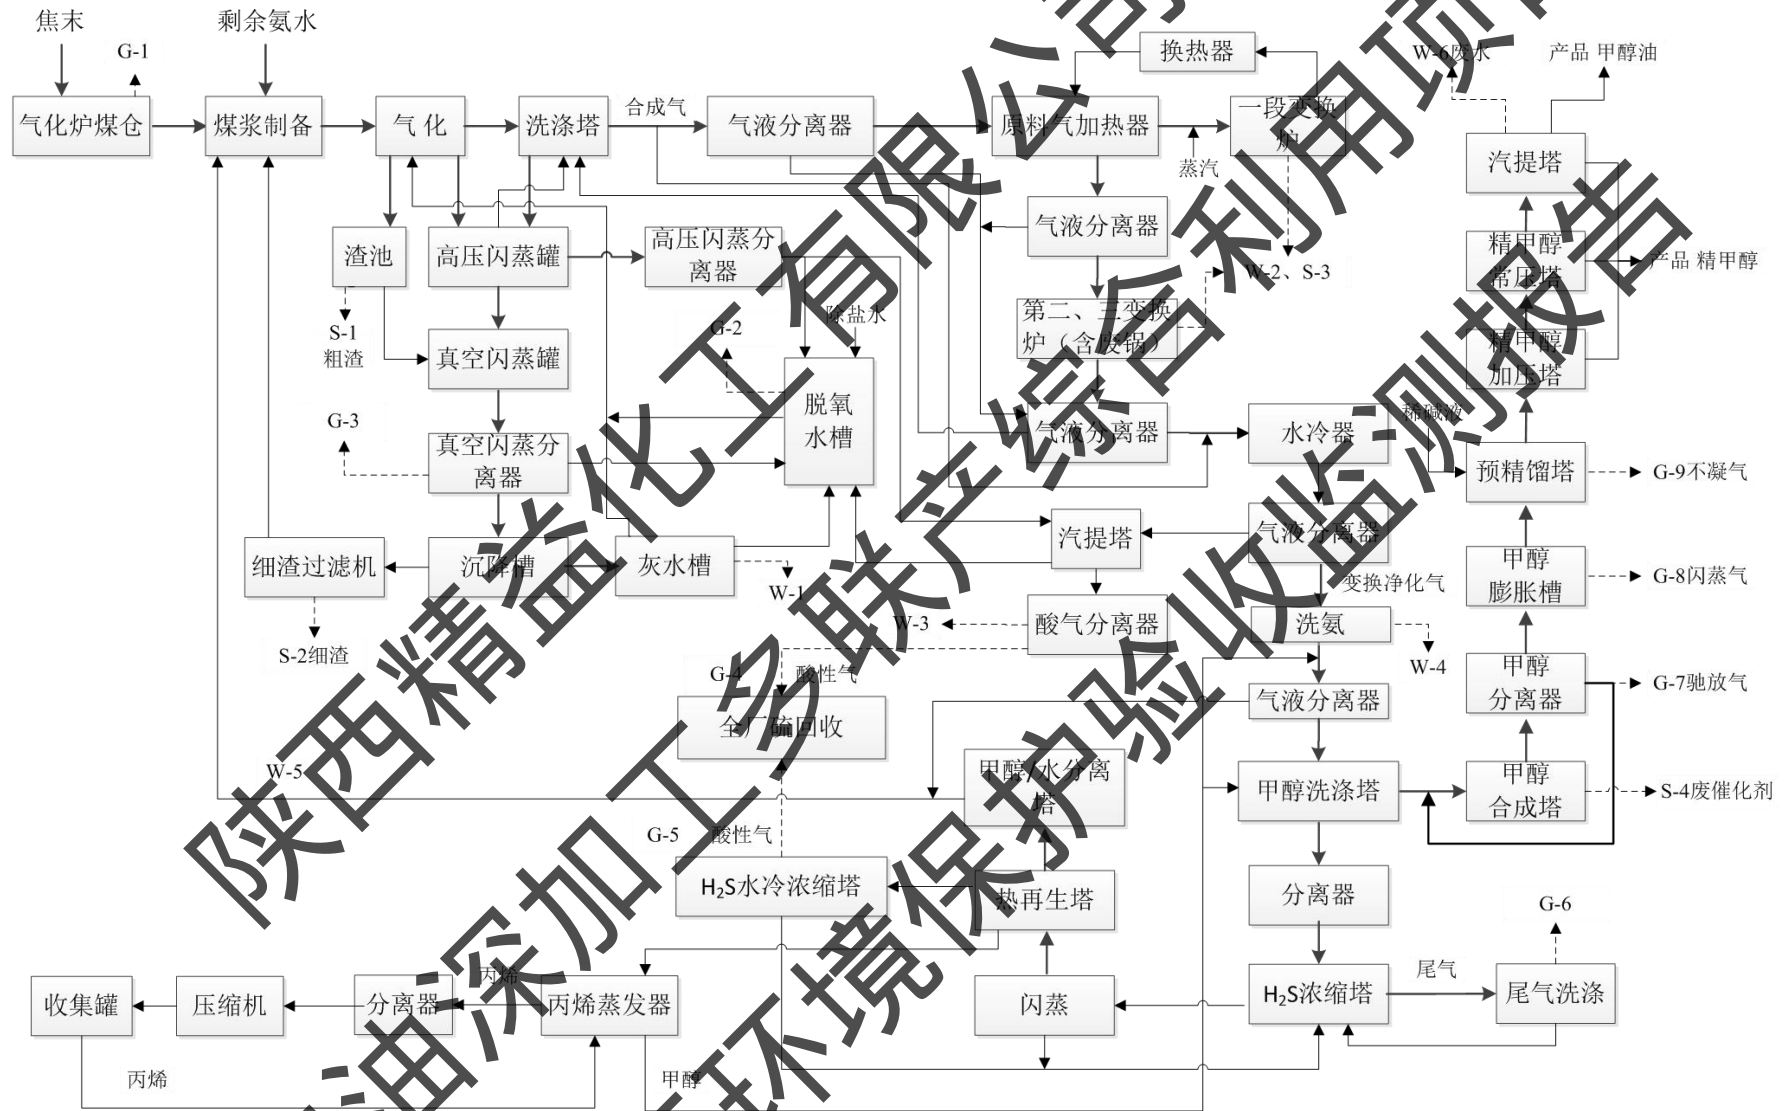 焦末
剩余氨水
G-1
气化炉煤仓
煤浆制备
气 化
洗涤塔
合成气
气液分离器
原料气加热器
换热器
蒸汽
一段变换
炉
W-6废水
产品 甲醇油
汽提塔
渣池
高压闪蒸罐
高压闪蒸分
离器
气液分离器
W-2、S-3
精甲醇
常压塔
产品 精甲醇
S-1
粗渣
G-2
除盐水
第二、三变换
炉（含废锅）
精甲醇
加压塔
真空闪蒸罐
脱氧
水槽
G-3
真空闪蒸分
离器
气液分离器
水冷器
稀碱液
预精馏塔
G-9不凝气
细渣过滤机
沉降槽
灰水槽
W-1
汽提塔
气液分离器
变换净化气
甲醇
膨胀槽
G-8闪蒸气
S-2细渣
W-3
酸气分离器
洗氨
W-4
G-4
酸性气
全厂硫回收
气液分离器
甲醇
分离器
G-7驰放气
W-5
甲醇/水分离
塔
甲醇洗涤塔
甲醇
合成塔
S-4废催化剂
G-5
酸性气
H₂S水冷浓缩塔
热再生塔
分离器
G-6
收集罐
压缩机
分离器
丙烯
丙烯蒸发器
闪蒸
H₂S浓缩塔
尾气
尾气洗涤
丙烯
甲醇
陕西精益化工有限公司
油深加工多联产综合利用项
环境保护验收监测报告